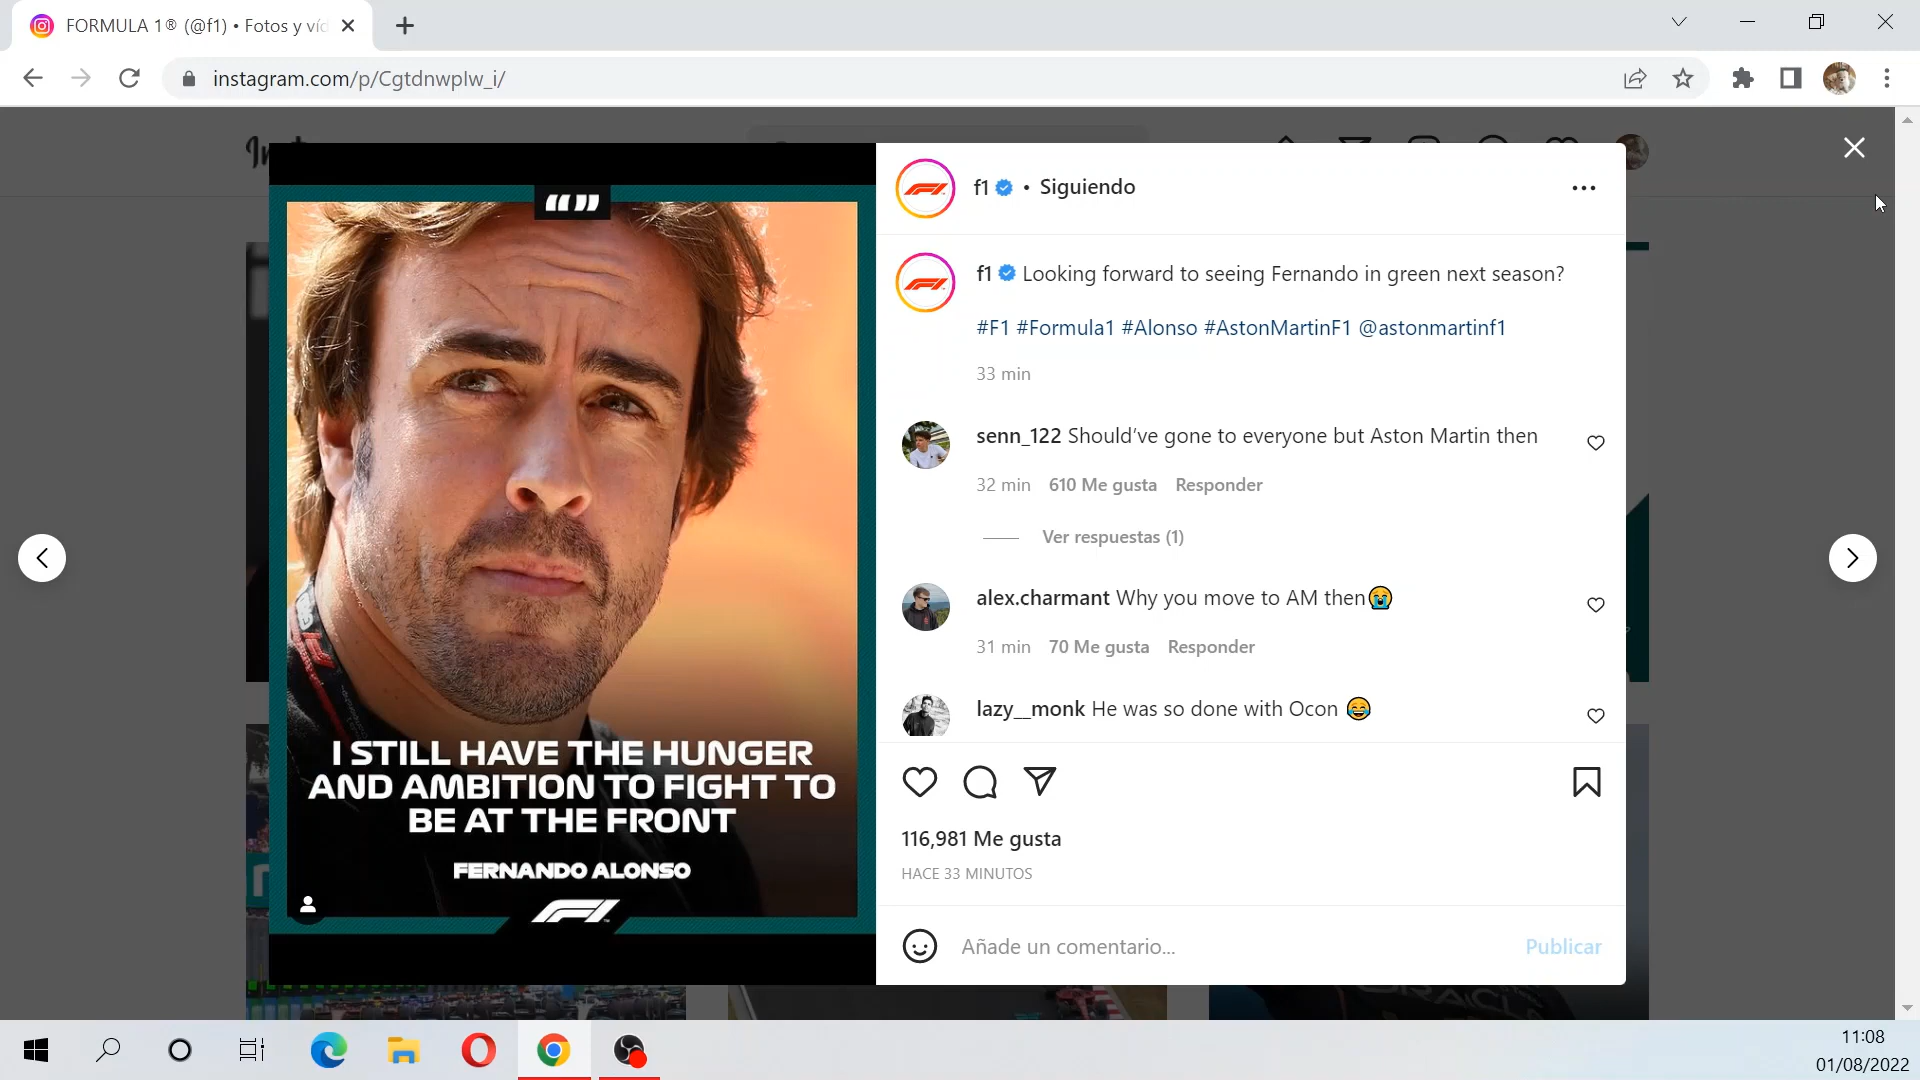 FORMULA 1® (@f1) • Fotos y víd
instagram.com/p/Cgtdnwplw_i/
f1 • Siguiendo
f1 Looking forward to seeing Fernando in green next season?
#F1 #Formula1 #Alonso #AstonMartinF1 @astonmartinf1
33 min
senn_122 Should've gone to everyone but Aston Martin then
32 min 610 Me gusta Responder
Ver respuestas (1)
alex.charmant Why you move to AM then😭
31 min 70 Me gusta Responder
lazy__monk He was so done with Ocon 😂
I STILL HAVE THE HUNGER
AND AMBITION TO FIGHT TO
BE AT THE FRONT
FERNANDO ALONSO
116,981 Me gusta
HACE 33 MINUTOS
Añade un comentario...
Publicar
11:08
01/08/2022